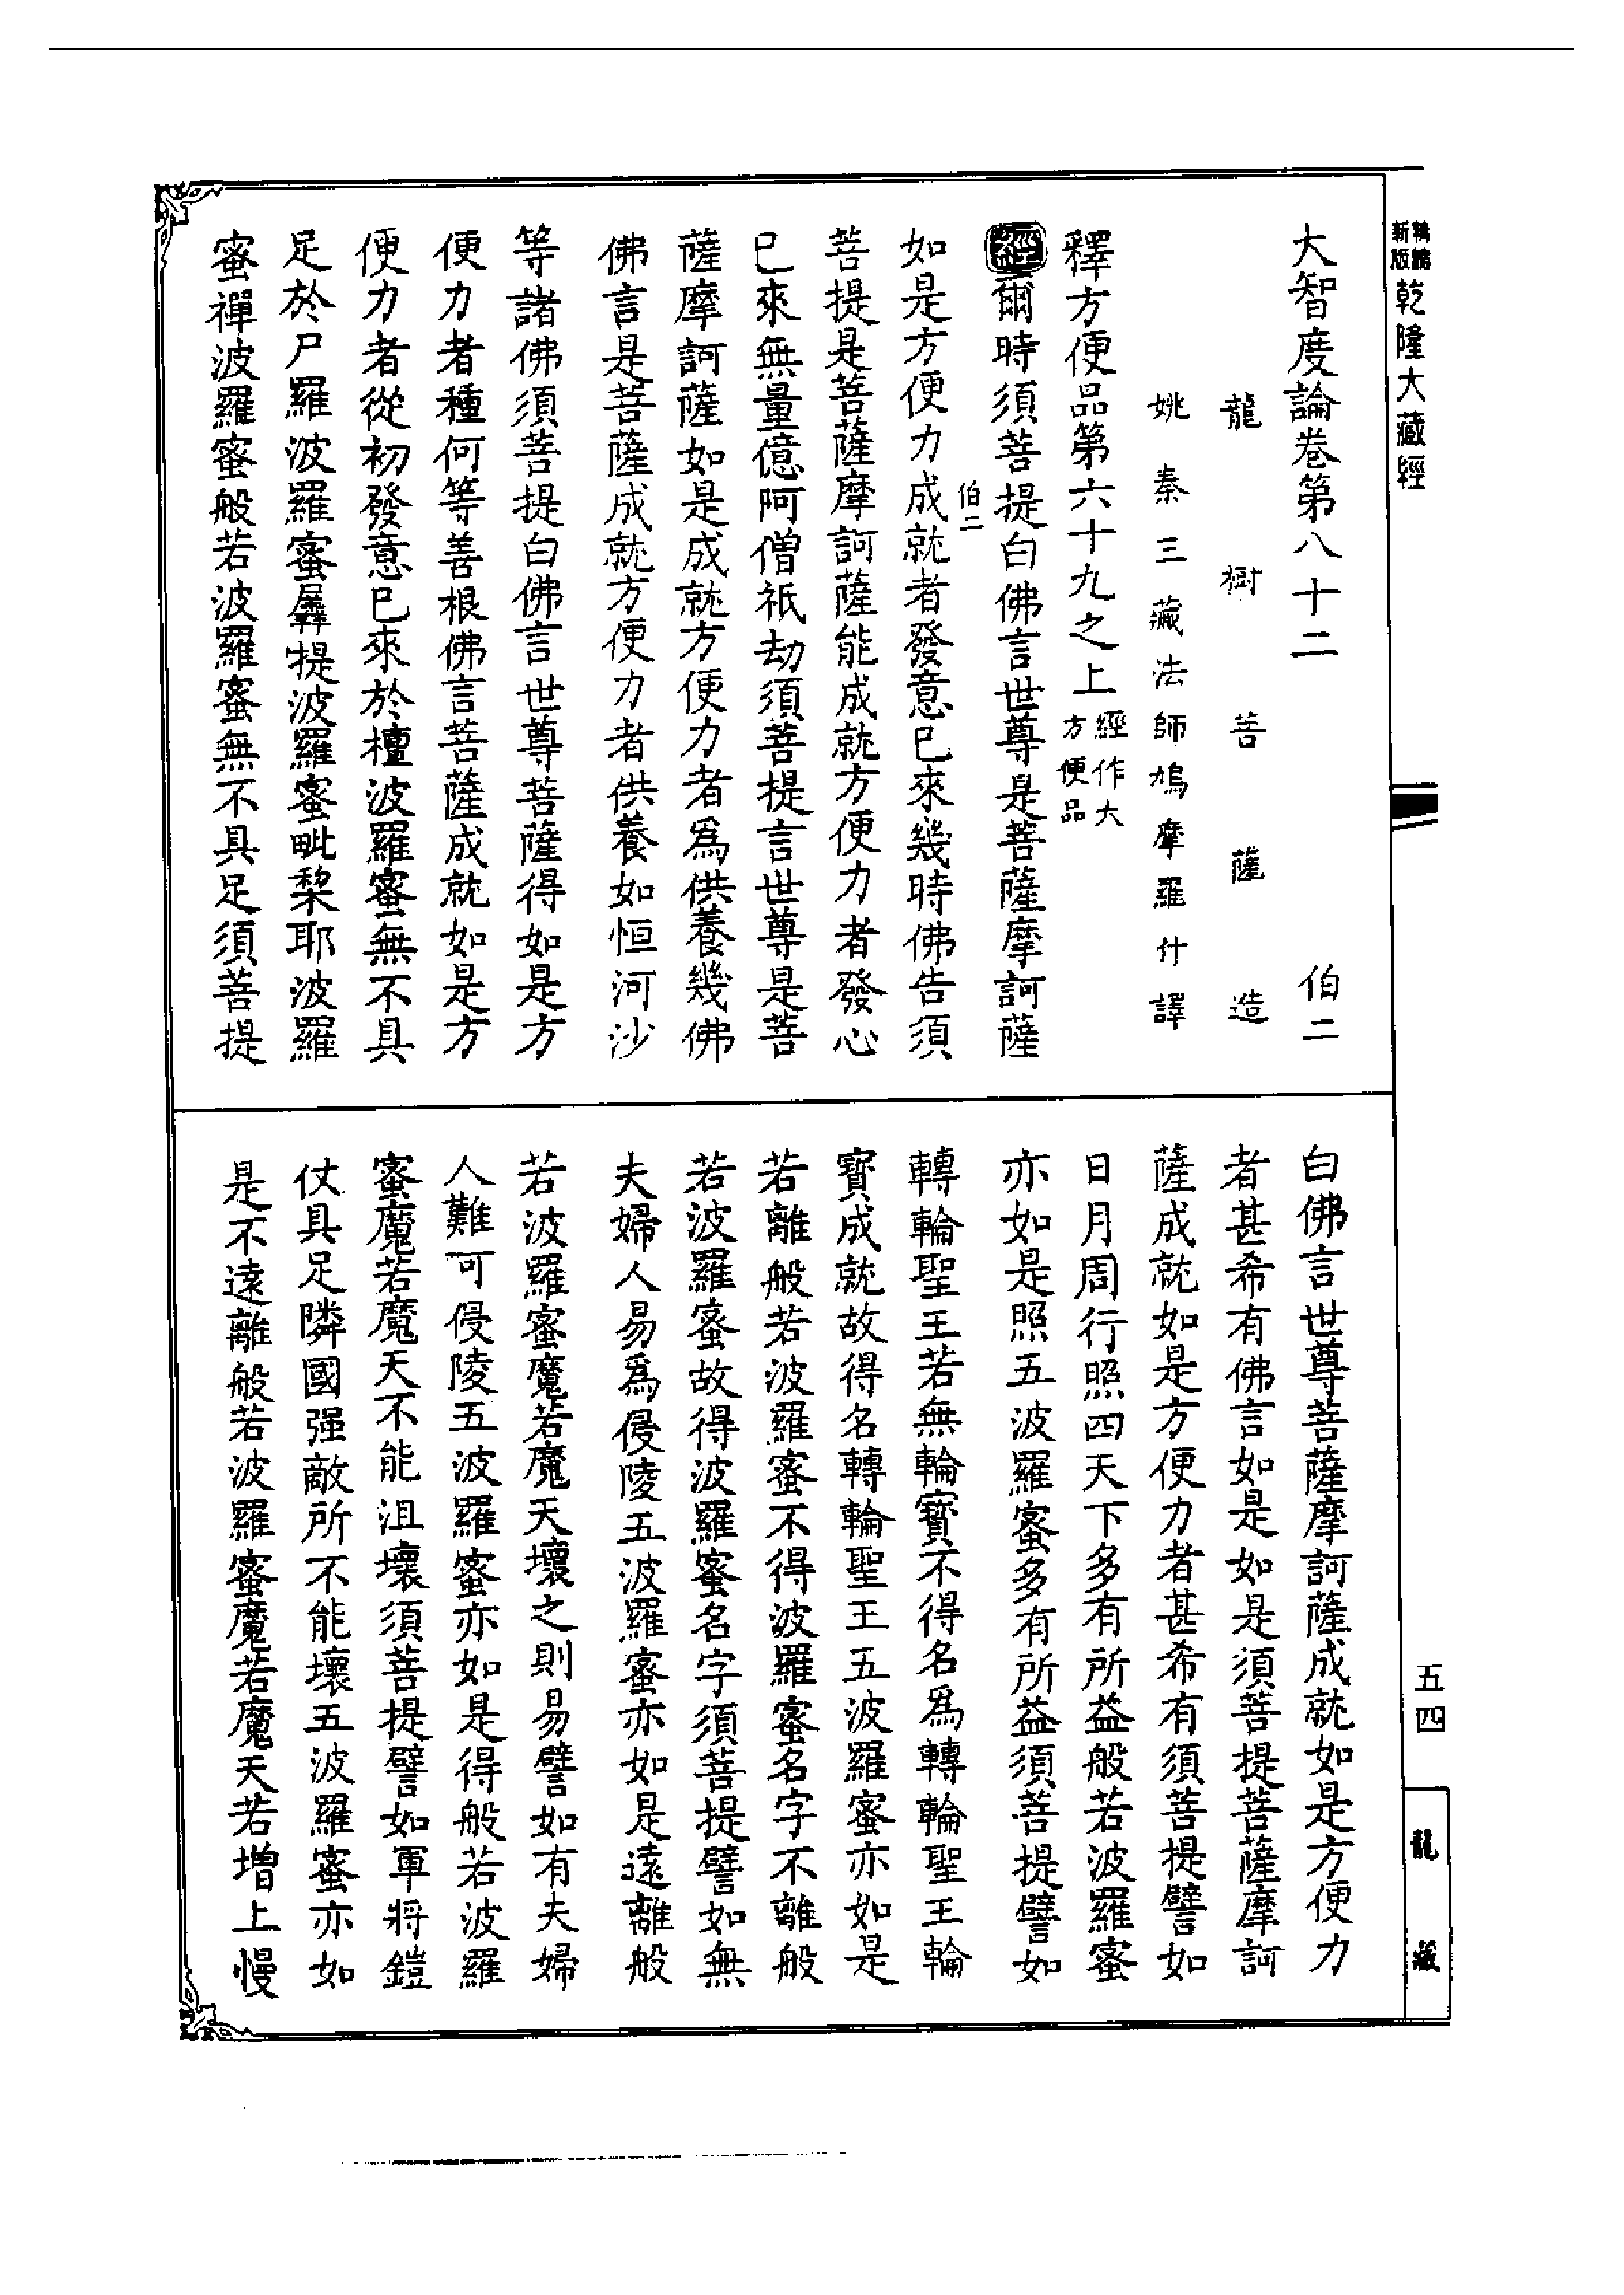 新版乾隆大藏經
大智度論卷第八十二　伯二
龍樹菩薩造
姚秦三藏法師鳩摩羅什譯
釋方便品第六十九之上經作大方便品
經爾時須菩提白佛言世尊是菩薩摩訶薩
伯二
如是方便力成就者發意已來幾時佛告須
菩提是菩薩摩訶薩能成就方便力者發心
已來無量億阿僧祇劫須菩提言世尊是菩
薩摩訶薩如是成就方便力者爲供養幾佛
佛言是菩薩成就方便力者供養如恒河沙
等諸佛須菩提白佛言世尊菩薩得如是方
便力者種何等善根佛言菩薩成就如是方
便力者從初發意已來於檀波羅蜜無不具
足於尸羅波羅蜜羼提波羅蜜毗棃耶波羅
蜜禪波羅蜜般若波羅蜜無不具足須菩提
白佛言世尊菩薩摩訶薩成就如是方便力
者甚希有佛言如是如是須菩提菩薩摩訶
薩成就如是方便力者甚希有須菩提譬如
日月周行照四天下多有所益般若波羅蜜
亦如是照五波羅蜜多有所益須菩提譬如
轉輪聖王若無輪寶不得名爲轉輪聖王輪
寶成就故得名轉輪聖王五波羅蜜亦如是
若離般若波羅蜜不得波羅蜜名字不離般
若波羅蜜故得波羅蜜名字須菩提譬如無
夫婦人易爲侵陵五波羅蜜亦如是遠離般
若波羅蜜魔若魔天壞之則易譬如有夫婦
人難可侵陵五波羅蜜亦如是得般若波羅
蜜魔若魔天不能沮壞須菩提譬如軍將鎧
仗具足隣國强敵所不能壞五波羅蜜亦如
是不遠離般若波羅蜜魔若魔天若增上慢
五四
龍藏